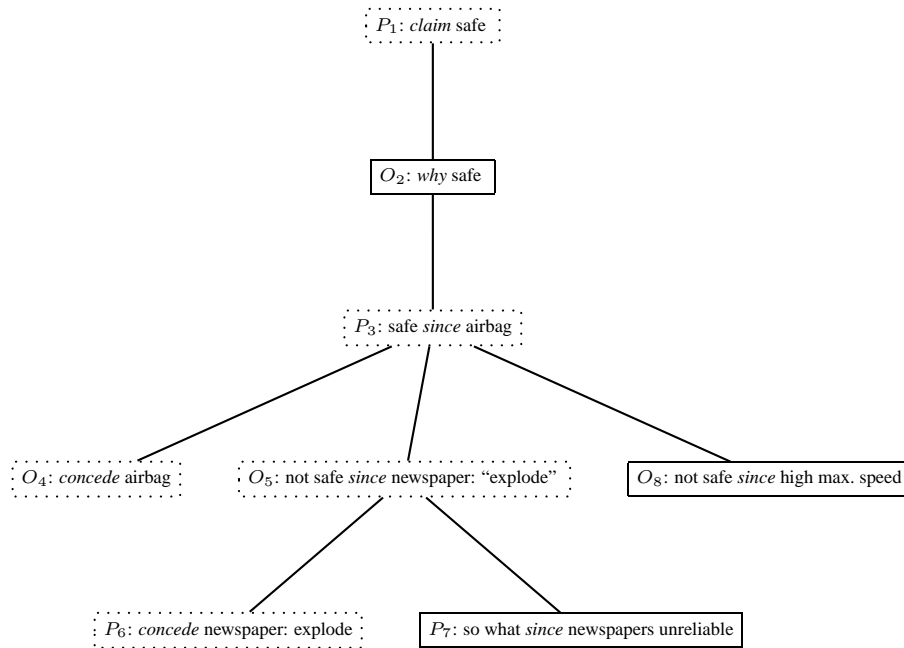 P₁: claim safe
O₂: why safe
P₃: safe since airbag
O₄: concede airbag
O₅: not safe since newspaper: “explode”
O₈: not safe since high max. speed
P₆: concede newspaper: explode
P₇: so what since newspapers unreliable